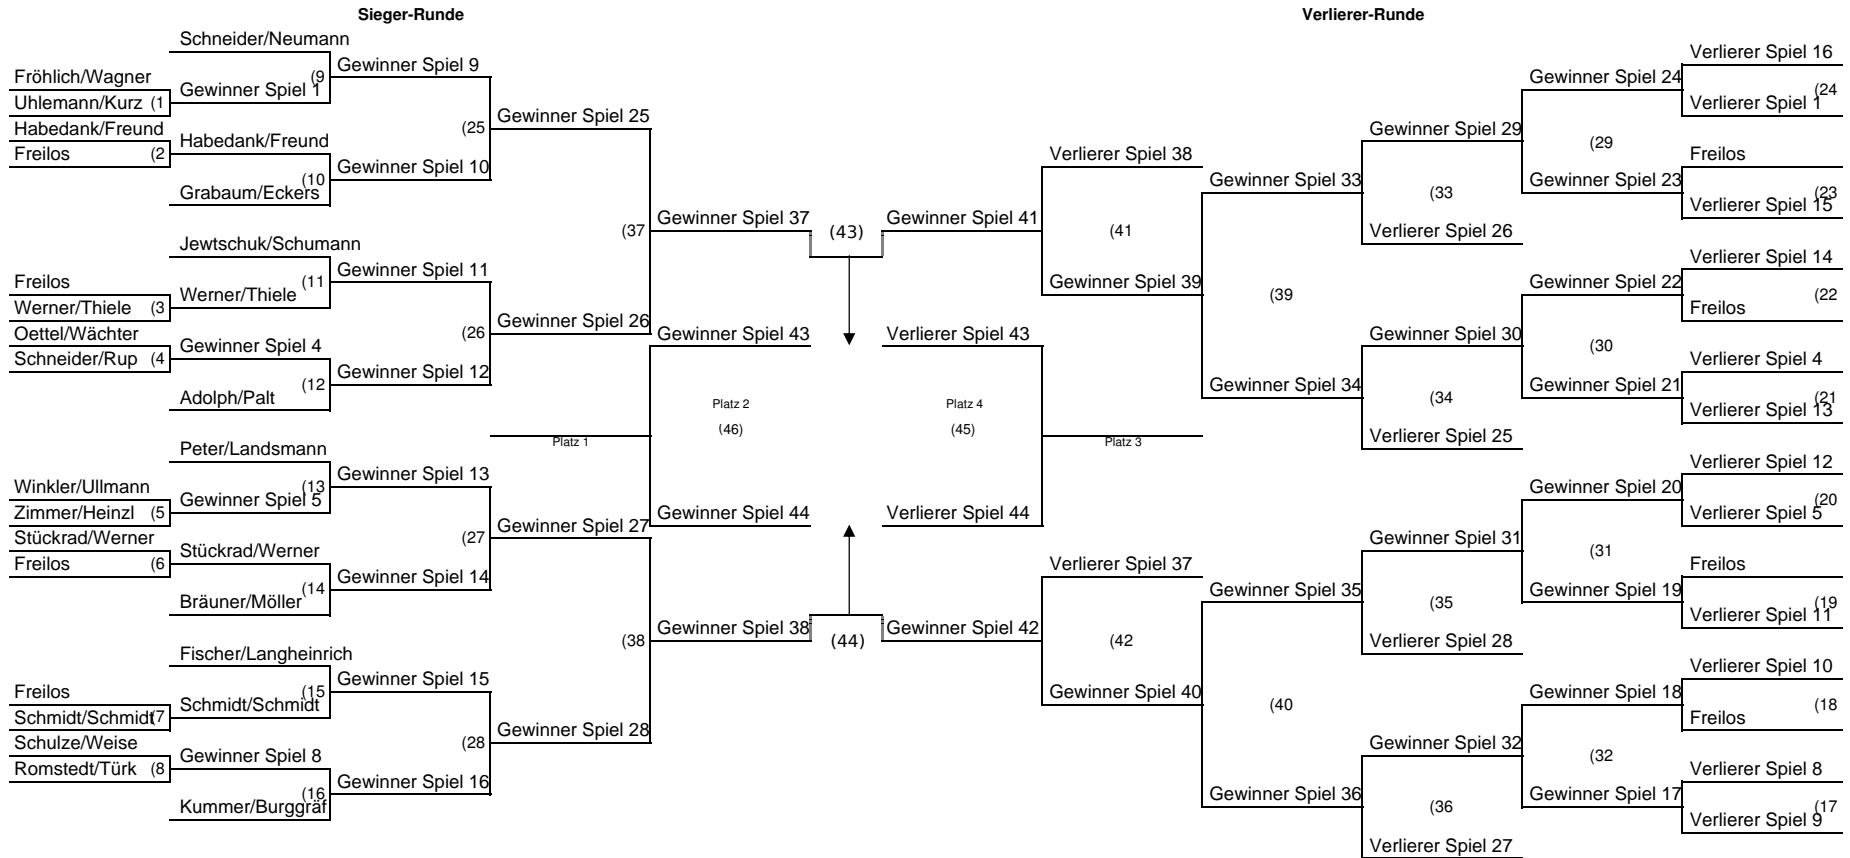 Sieger-Runde
Schneider/Neumann
(9
Gewinner Spiel 9
Fröhlich/Wagner
Uhlemann/Kurz (1
Gewinner Spiel 1
Habedank/Freund
Freilos (2
Habedank/Freund
(10
Grabaum/Eckers
Gewinner Spiel 10
(25
Gewinner Spiel 25
Jewtschuk/Schumann
(11
Gewinner Spiel 11
Freilos
Werner/Thiele (3
Werner/Thiele
Oettel/Wächter
Schneider/Rup (4
Gewinner Spiel 4
(12
Adolph/Palt
Gewinner Spiel 12
(26
Gewinner Spiel 26
(37
Gewinner Spiel 37
Peter/Landsmann
(13
Gewinner Spiel 13
Winkler/Ullmann
Zimmer/Heinzl (5
Gewinner Spiel 5
Stückrad/Werner
Freilos (6
Stückrad/Werner
(14
Bräuner/Möller
Gewinner Spiel 14
(27
Gewinner Spiel 27
Fischer/Langheinrich
(15
Gewinner Spiel 15
Freilos
Schmidt/Schmidt (7
Schmidt/Schmidt
Schulze/Weise
Romstedt/Türk (8
Gewinner Spiel 8
(16
Kummer/Burggräf
Gewinner Spiel 16
(28
Gewinner Spiel 28
(38
Gewinner Spiel 38
(43)
Gewinner Spiel 43
Platz 2
(46)
Platz 1
Gewinner Spiel 44
(44)
Verlierer Spiel 43
Platz 4
(45)
Platz 3
Verlierer Spiel 44
Verlierer-Runde
Gewinner Spiel 41
Verlierer Spiel 38
(41
Gewinner Spiel 39
Gewinner Spiel 33
(39
Gewinner Spiel 34
Gewinner Spiel 29
(33
Verlierer Spiel 26
Gewinner Spiel 30
(34
Verlierer Spiel 25
Gewinner Spiel 24
(29
Gewinner Spiel 23
Gewinner Spiel 22
(30
Gewinner Spiel 21
Verlierer Spiel 16
(24
Verlierer Spiel 1
Freilos
(23
Verlierer Spiel 15
Verlierer Spiel 14
Freilos (22
Verlierer Spiel 4
(21
Verlierer Spiel 13
Gewinner Spiel 42
Verlierer Spiel 37
(42
Gewinner Spiel 40
Gewinner Spiel 35
(40
Gewinner Spiel 36
Gewinner Spiel 31
(35
Verlierer Spiel 28
Gewinner Spiel 32
(36
Verlierer Spiel 27
Gewinner Spiel 20
(31
Gewinner Spiel 19
Gewinner Spiel 18
(32
Gewinner Spiel 17
Verlierer Spiel 12
(20
Verlierer Spiel 5
Freilos
(19
Verlierer Spiel 11
Verlierer Spiel 10
Freilos (18
Verlierer Spiel 8
(17
Verlierer Spiel 9